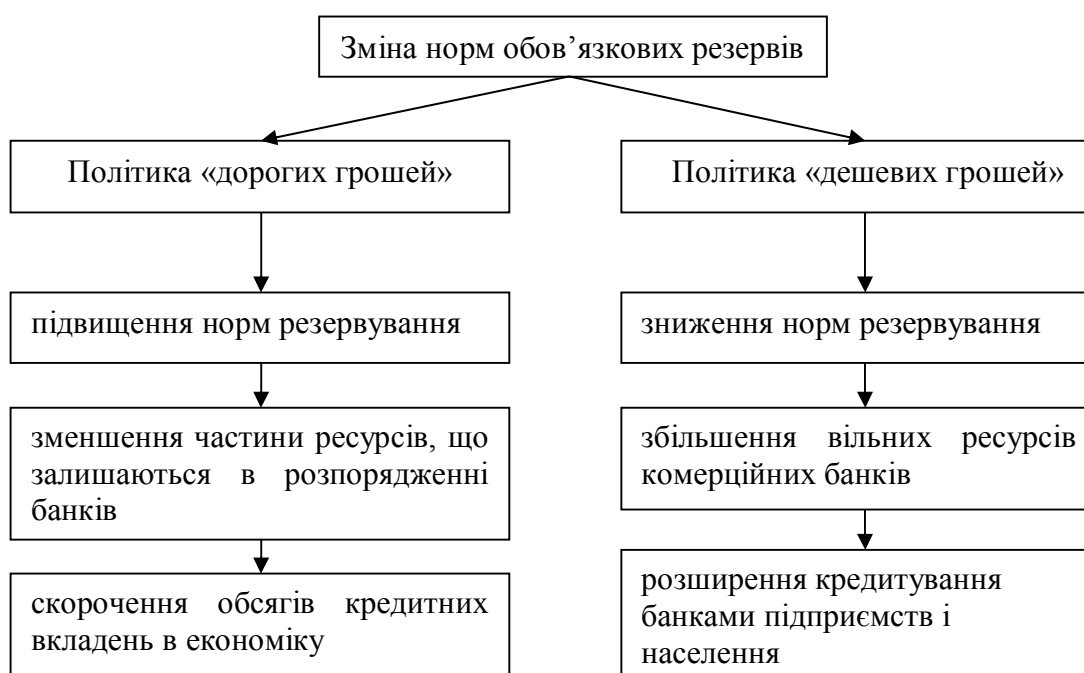 Зміна норм обов’язкових резервів
Політика «дорогих грошей»
Політика «дешевих грошей»
підвищення норм резервування
зниження норм резервування
зменшення частини ресурсів, що
залишаються в розпорядженні
банків
збільшення вільних ресурсів
комерційних банків
скорочення обсягів кредитних
вкладень в економіку
розширення кредитування
банками підприємств і
населення